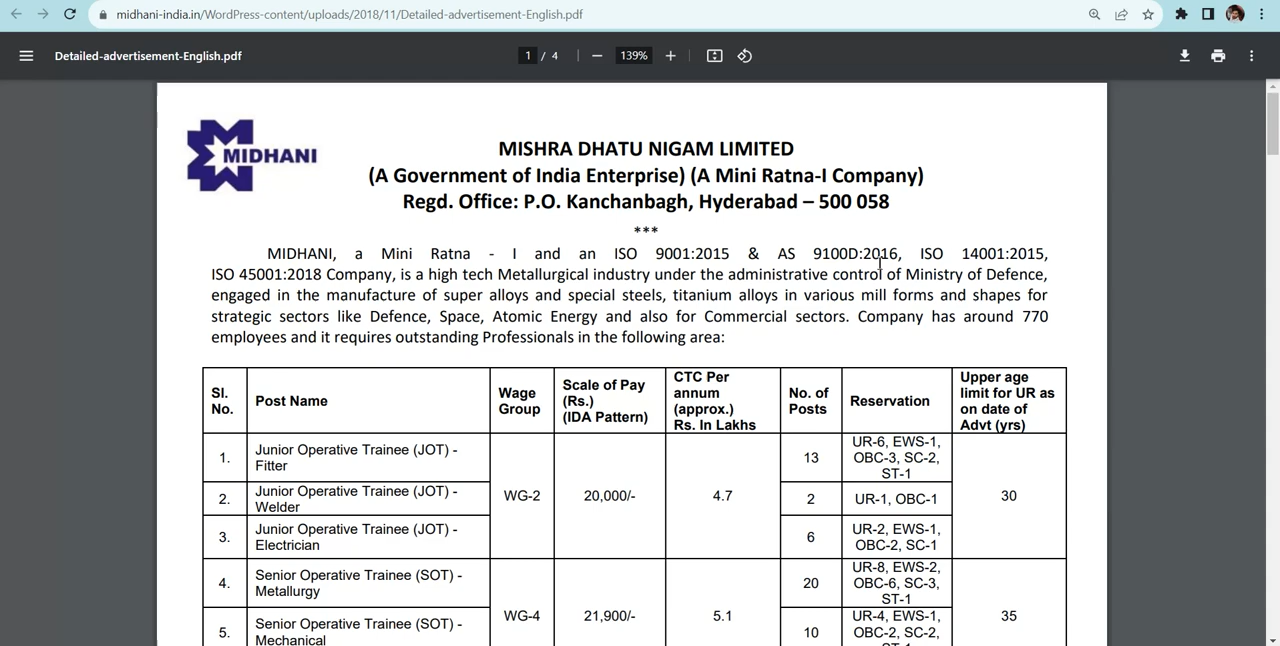 midhani-india.in/WordPress-content/uploads/2018/11/Detailed-advertisement-English.pdf
Detailed-advertisement-English.pdf
1 / 4
139%
MIDHANI
MISHRA DHATU NIGAM LIMITED
(A Government of India Enterprise) (A Mini Ratna-I Company)
Regd. Office: P.O. Kanchanbagh, Hyderabad – 500 058
***
MIDHANI, a Mini Ratna - I and an ISO 9001:2015 & AS 9100D:2016, ISO 14001:2015,
ISO 45001:2018 Company, is a high tech Metallurgical industry under the administrative control of Ministry of Defence,
engaged in the manufacture of super alloys and special steels, titanium alloys in various mill forms and shapes for
strategic sectors like Defence, Space, Atomic Energy and also for Commercial sectors. Company has around 770
employees and it requires outstanding Professionals in the following area:
Sl. No.
Post Name
Wage Group
Scale of Pay (Rs.) (IDA Pattern)
CTC Per annum (approx.) Rs. In Lakhs
No. of Posts
Reservation
Upper age limit for UR as on date of Advt (yrs)
1.
Junior Operative Trainee (JOT) -
Fitter
13
UR-6, EWS-1,
OBC-3, SC-2,
ST-1
2.
Junior Operative Trainee (JOT) -
Welder
WG-2
20,000/-
4.7
2
UR-1, OBC-1
30
3.
Junior Operative Trainee (JOT) -
Electrician
6
UR-2, EWS-1,
OBC-2, SC-1
4.
Senior Operative Trainee (SOT) -
Metallurgy
20
UR-8, EWS-2,
OBC-6, SC-3,
ST-1
WG-4
21,900/-
5.1
35
5.
Senior Operative Trainee (SOT) -
Mechanical
10
UR-4, EWS-1,
OBC-2, SC-2,